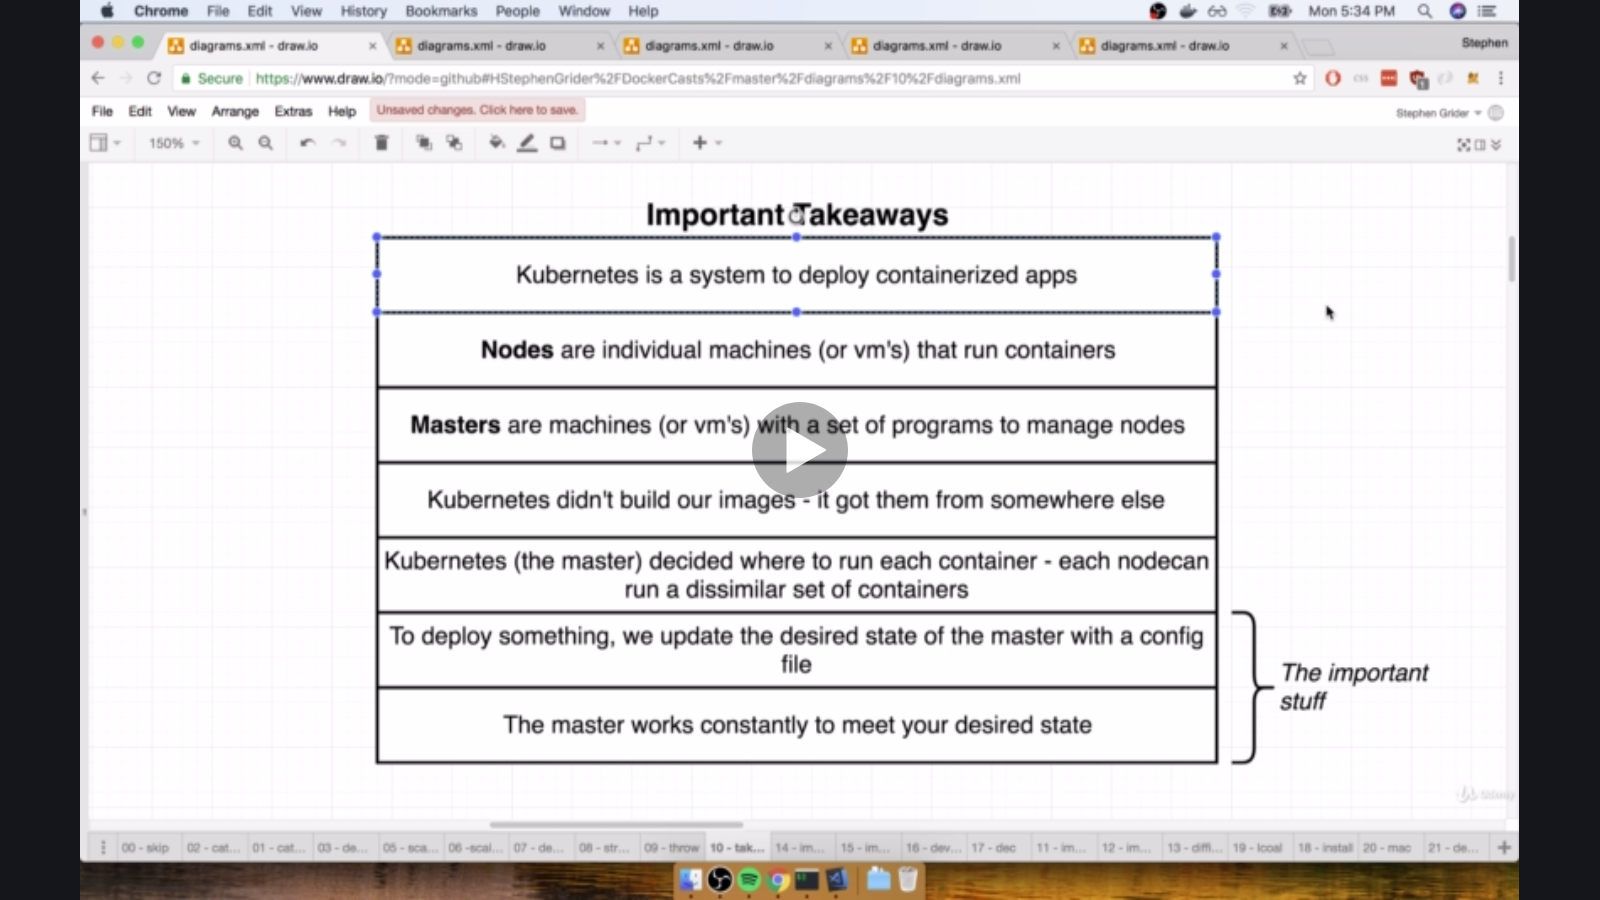 Chrome File Edit View History Bookmarks People Window Help Mon 5:34 PM
diagrams.xml - draw.io diagrams.xml - draw.io diagrams.xml - draw.io diagrams.xml - draw.io diagrams.xml - draw.io Stephen
Secure https://www.draw.io/?mode=github#HStephenGrider%2FDockerCasts%2Fmaster%2Fdiagrams%2F10%2Fdiagrams.xml
File Edit View Arrange Extras Help Unsaved changes. Click here to save. Stephen Grider
150%
Important Takeaways
Kubernetes is a system to deploy containerized apps
Nodes are individual machines (or vm's) that run containers
Masters are machines (or vm's) with a set of programs to manage nodes
Kubernetes didn't build our images - it got them from somewhere else
Kubernetes (the master) decided where to run each container - each nodecan
run a dissimilar set of containers
To deploy something, we update the desired state of the master with a config
file
The important
stuff
The master works constantly to meet your desired state
00 - skip 02 - cat... 01 - cat... 03 - de... 05 - sca... 06 -scal... 07 - de... 08 - str... 09 - throw 10 - tak... 14 - im... 15 - im... 16 - dev... 17 - dec 11 - im... 12 - im... 13 - diffi... 19 - lcoal 18 - install 20 - mac 21 - de...